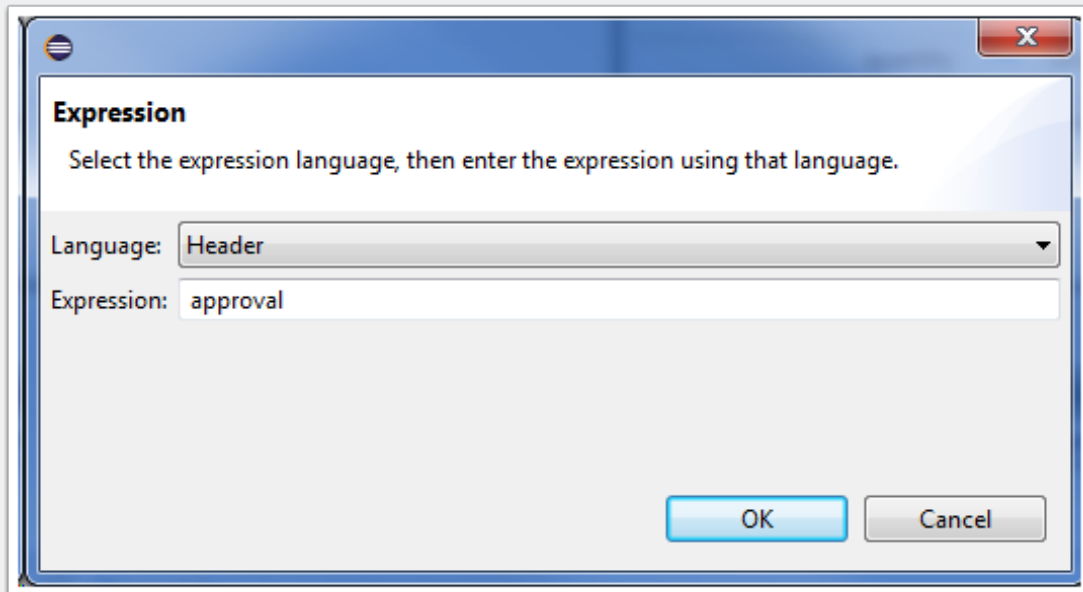 Expression
Select the expression language, then enter the expression using that language.
Language: Header
Expression: approval
OK Cancel